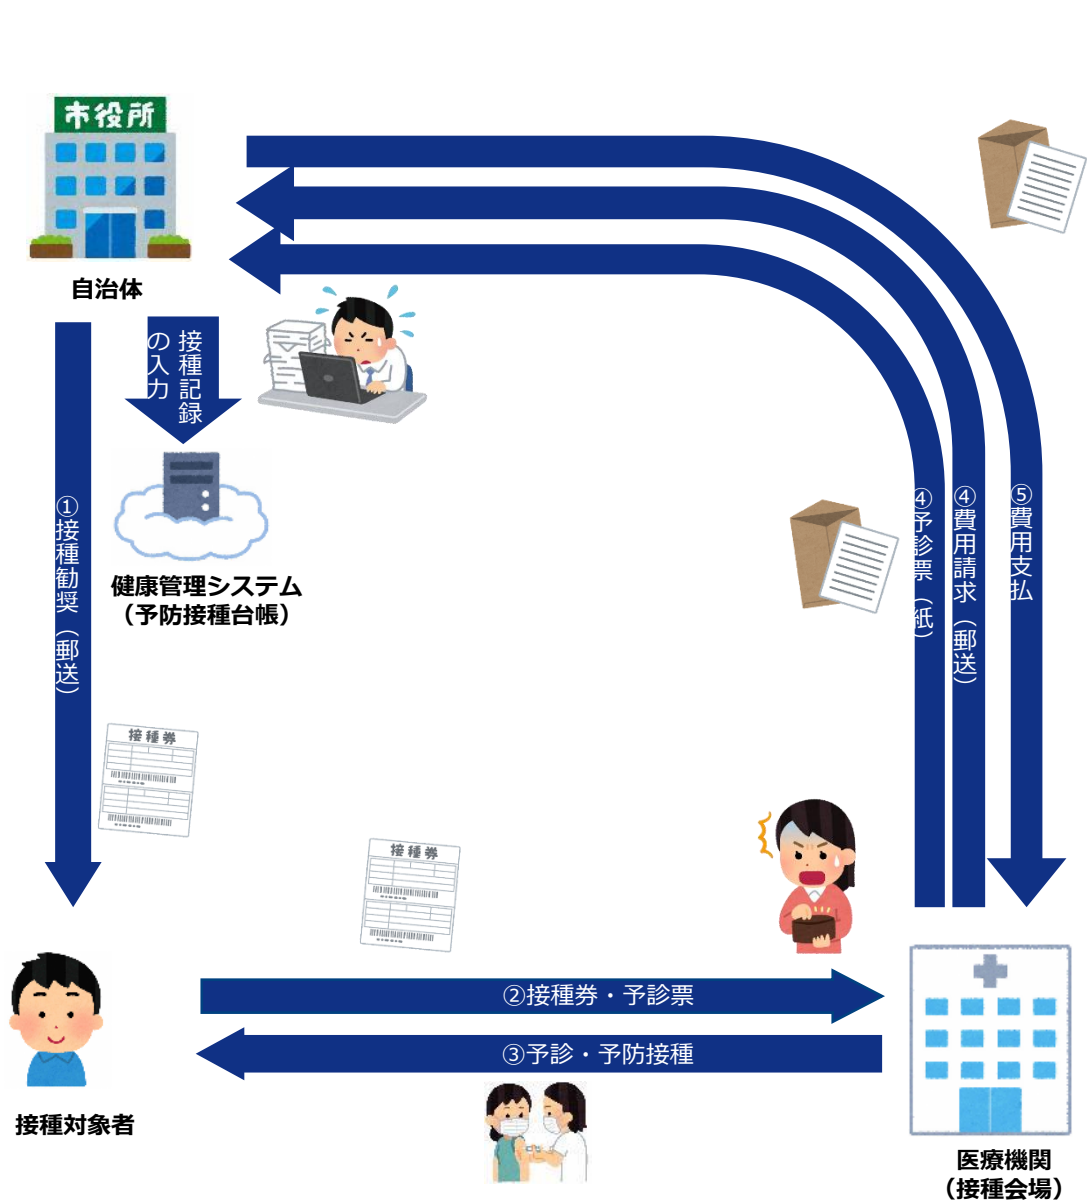 市役所
自治体
接種記録
の入力
①接種勧奨（郵送）
健康管理システム
（予防接種台帳）
④予診票（紙）
④費用請求（郵送）
⑤費用支払
接種券
接種券
②接種券・予診票
③予診・予防接種
接種対象者
医療機関
（接種会場）